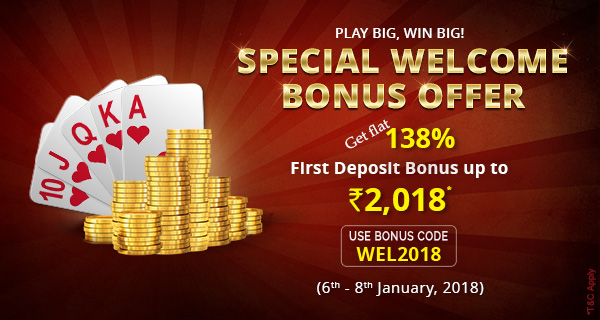 PLAY BIG, WIN BIG!
SPECIAL WELCOME
BONUS OFFER
Get flat 138%
First Deposit Bonus up to
₹2,018*
USE BONUS CODE
WEL2018
(6th - 8th January, 2018)
*T&C Apply
10 J Q K A